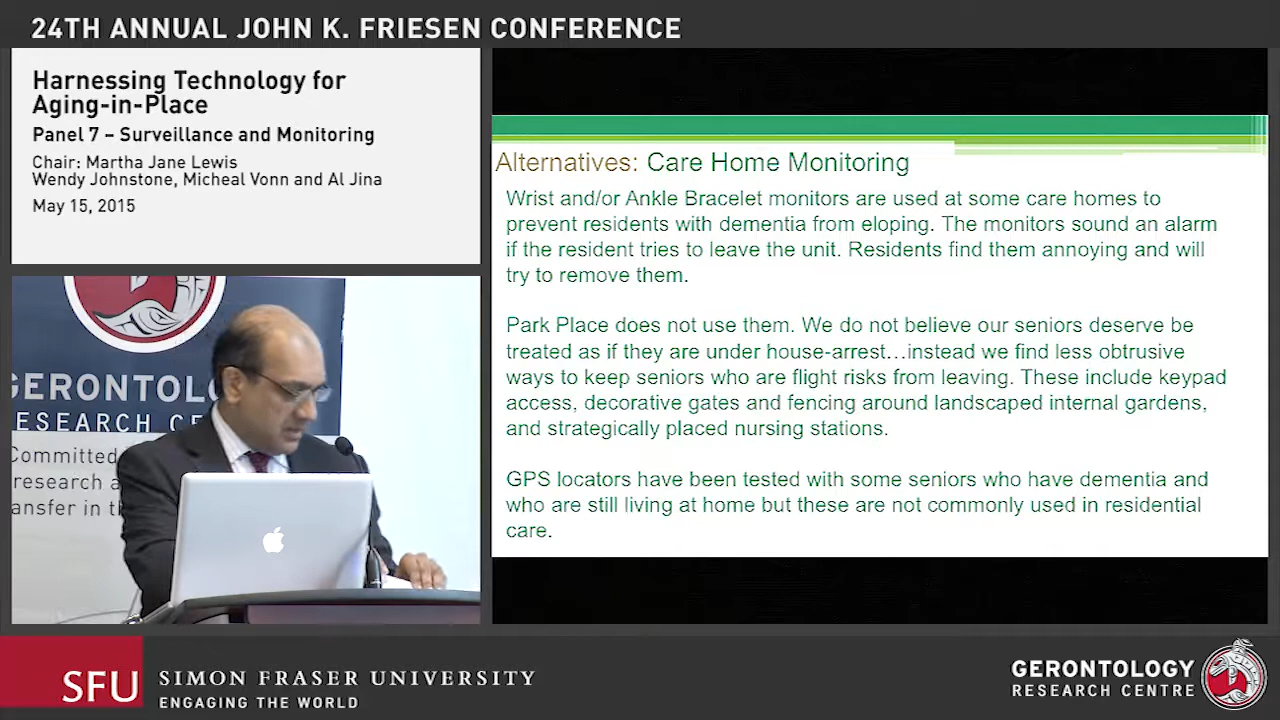 24TH ANNUAL JOHN K. FRIESEN CONFERENCE
Harnessing Technology for
Aging-in-Place
Panel 7 – Surveillance and Monitoring
Chair: Martha Jane Lewis
Wendy Johnstone, Micheal Vonn and Al Jina
May 15, 2015
Alternatives: Care Home Monitoring
Wrist and/or Ankle Bracelet monitors are used at some care homes to
prevent residents with dementia from eloping. The monitors sound an alarm
if the resident tries to leave the unit. Residents find them annoying and will
try to remove them.
Park Place does not use them. We do not believe our seniors deserve be
treated as if they are under house-arrest…instead we find less obtrusive
ways to keep seniors who are flight risks from leaving. These include keypad
access, decorative gates and fencing around landscaped internal gardens,
and strategically placed nursing stations.
GPS locators have been tested with some seniors who have dementia and
who are still living at home but these are not commonly used in residential
care.
GERONTOLO
ESEARCH CE
Committed
research a
ansfer in t
SFU
SIMON FRASER UNIVERSITY
ENGAGING THE WORLD
GERONTOLOGY
RESEARCH CENTRE